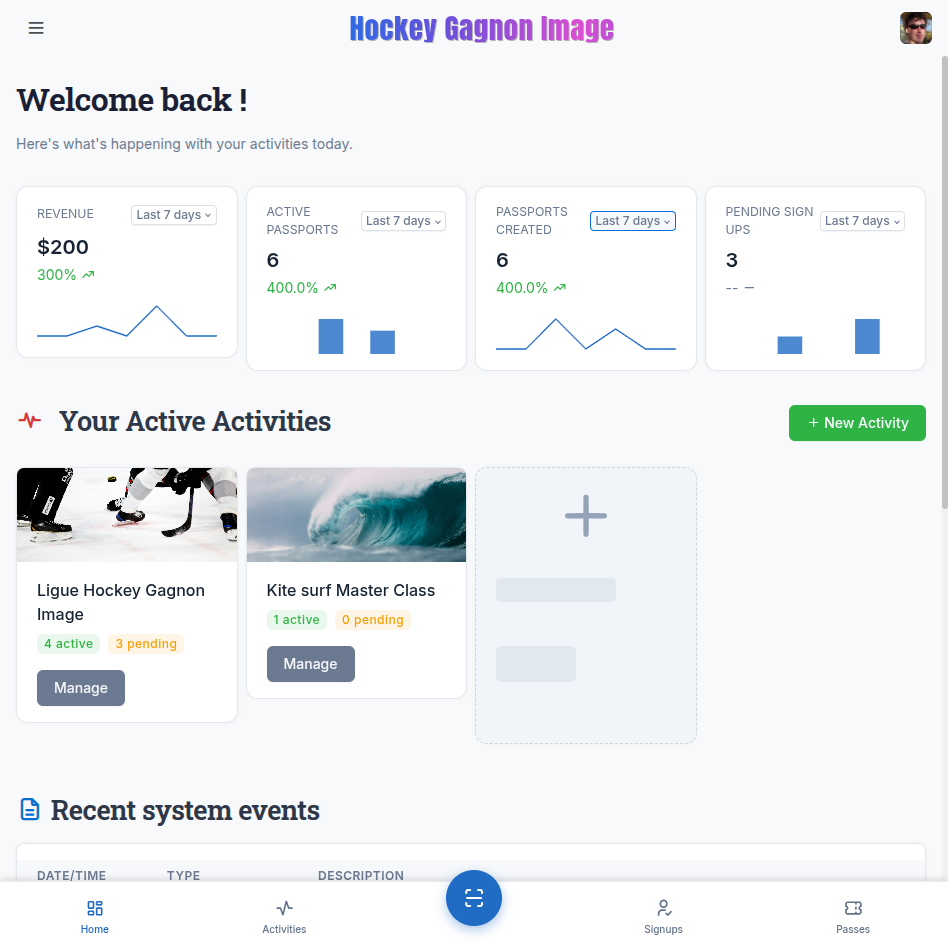 Hockey Gagnon Image
Welcome back !
Here's what's happening with your activities today.
REVENUE
Last 7 days
$200
300%
ACTIVE
PASSPORTS
Last 7 days
6
400.0%
PASSPORTS
CREATED
Last 7 days
6
400.0%
PENDING SIGN
UPS
Last 7 days
3
-- –
Your Active Activities
+ New Activity
Ligue Hockey Gagnon
Image
4 active 3 pending
Manage
Kite surf Master Class
1 active 0 pending
Manage
Recent system events
DATE/TIME TYPE DESCRIPTION
Home Activities Signups Passes